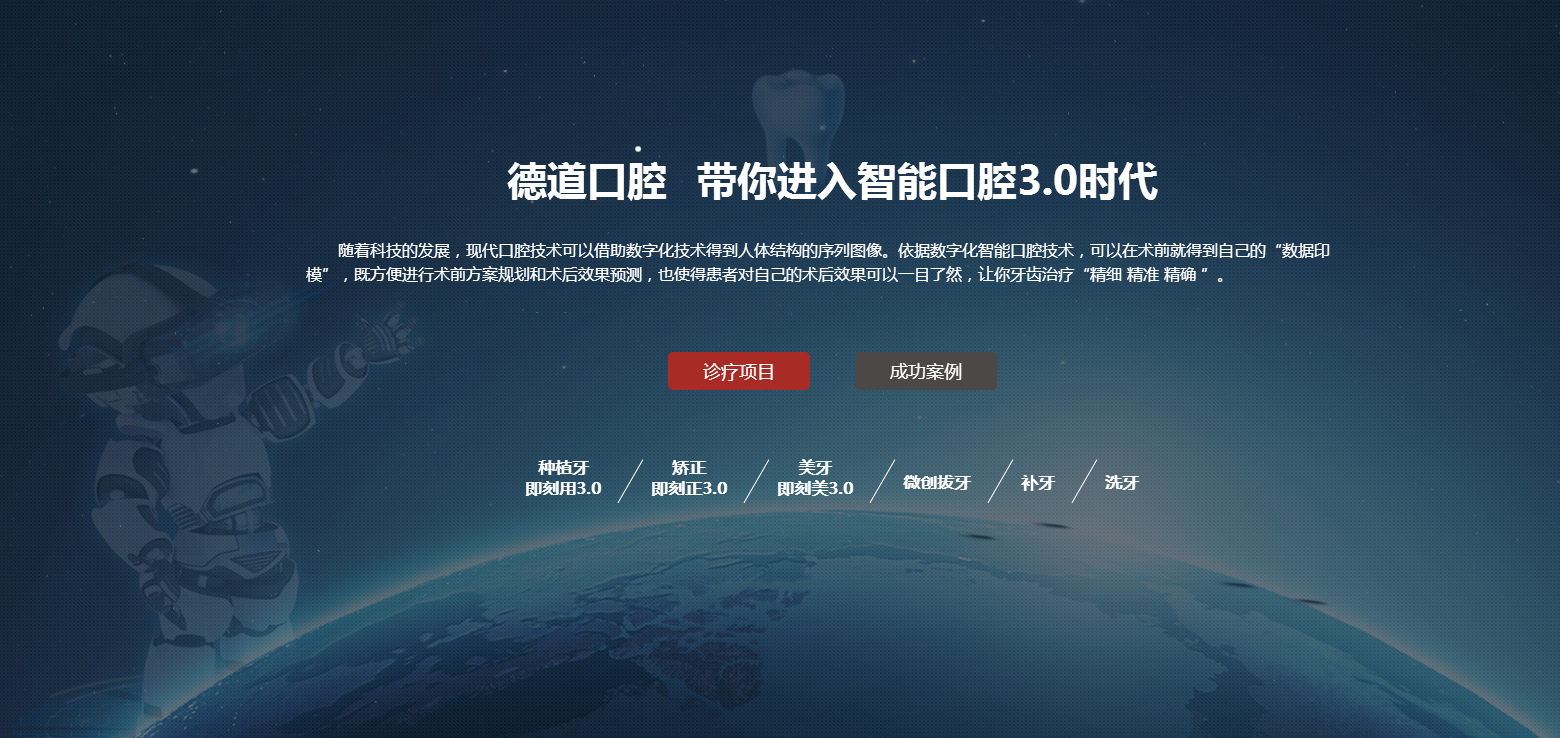 德道口腔 带你进入智能口腔3.0时代
随着科技的发展，现代口腔技术可以借助数字化技术得到人体结构的序列图像。依据数字化智能口腔技术，可以在术前就得到自己的“数据印
模”，既方便进行术前方案规划和术后效果预测，也使得患者对自己的术后效果可以一目了然，让你牙齿治疗“精细 精准 精确 ”。
诊疗项目 成功案例
种植牙
即刻用3.0
矫正
即刻正3.0
美牙
即刻美3.0
微创拔牙
补牙
洗牙